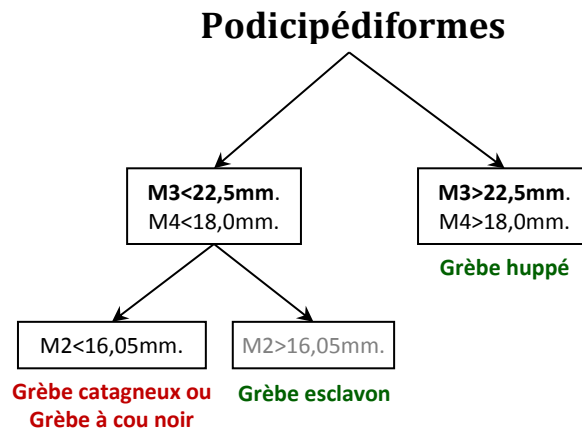 Podicipédiformes
M3<22,5mm.
M4<18,0mm.
M3>22,5mm.
M4>18,0mm.
Grèbe huppé
M2<16,05mm.
M2>16,05mm.
Grèbe catagneux ou
Grèbe à cou noir
Grèbe esclavon